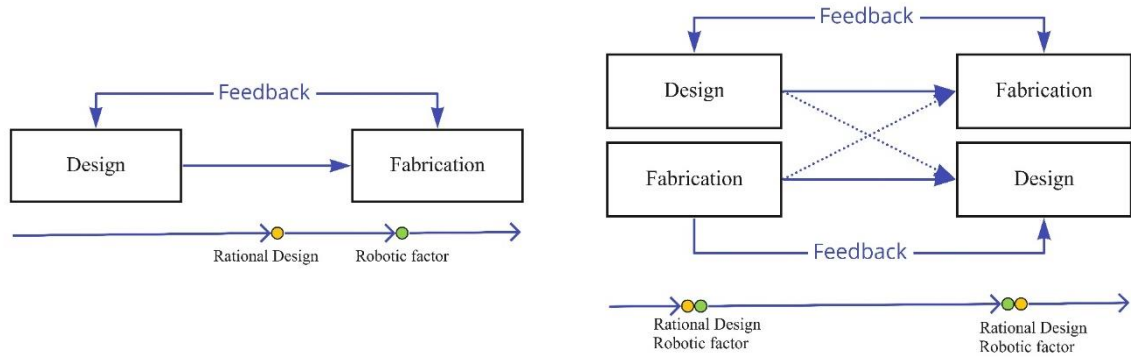 Feedback
Design
Fabrication
Rational Design
Robotic factor
Feedback
Design
Fabrication
Fabrication
Design
Feedback
Rational Design
Robotic factor
Rational Design
Robotic factor